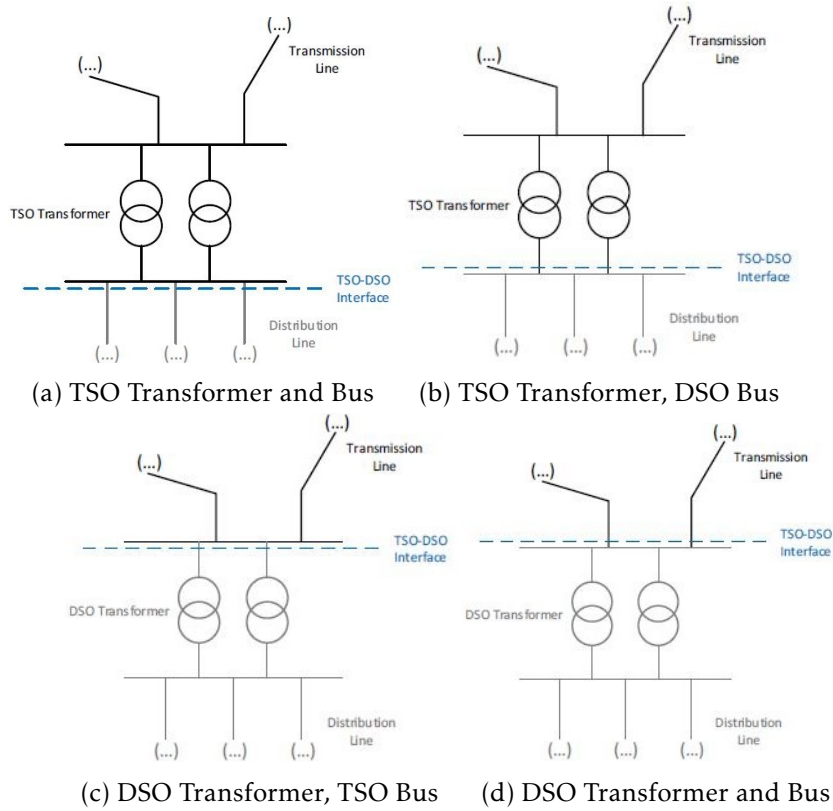 (...)
(...)
Transmission
Line
TSO Transformer
TSO-DSO
Interface
Distribution
Line
(...)
(...)
(...)
(a) TSO Transformer and Bus
(...)
(...)
Transmission
Line
TSO Transformer
TSO-DSO
Interface
Distribution
Line
(...)
(...)
(...)
(b) TSO Transformer, DSO Bus
(...)
(...)
Transmission
Line
TSO-DSO
Interface
DSO Transformer
Distribution
Line
(...)
(...)
(...)
(c) DSO Transformer, TSO Bus
(...)
(...)
Transmission
Line
TSO-DSO
Interface
DSO Transformer
Distribution
Line
(...)
(...)
(...)
(d) DSO Transformer and Bus